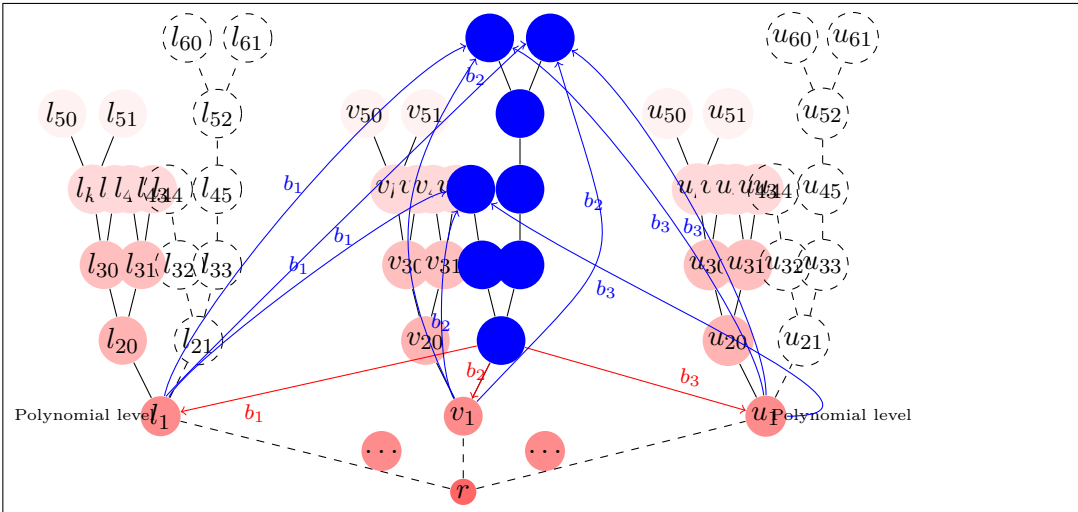 l60 l61 u60 u61
b2
l50 l51 l52 v50 v51 u50 u51 u52
b1 l44 l45 b2 u45
b1 b3 b3
l30 l31 l32 l33 b1 v30 v31 u30 u31 u32 u33
b3
l20 l21 b2 v20 u20 u21
b2 b3
Polynomial level l1 b1 v1 u1 Polynomial level
... ...
r